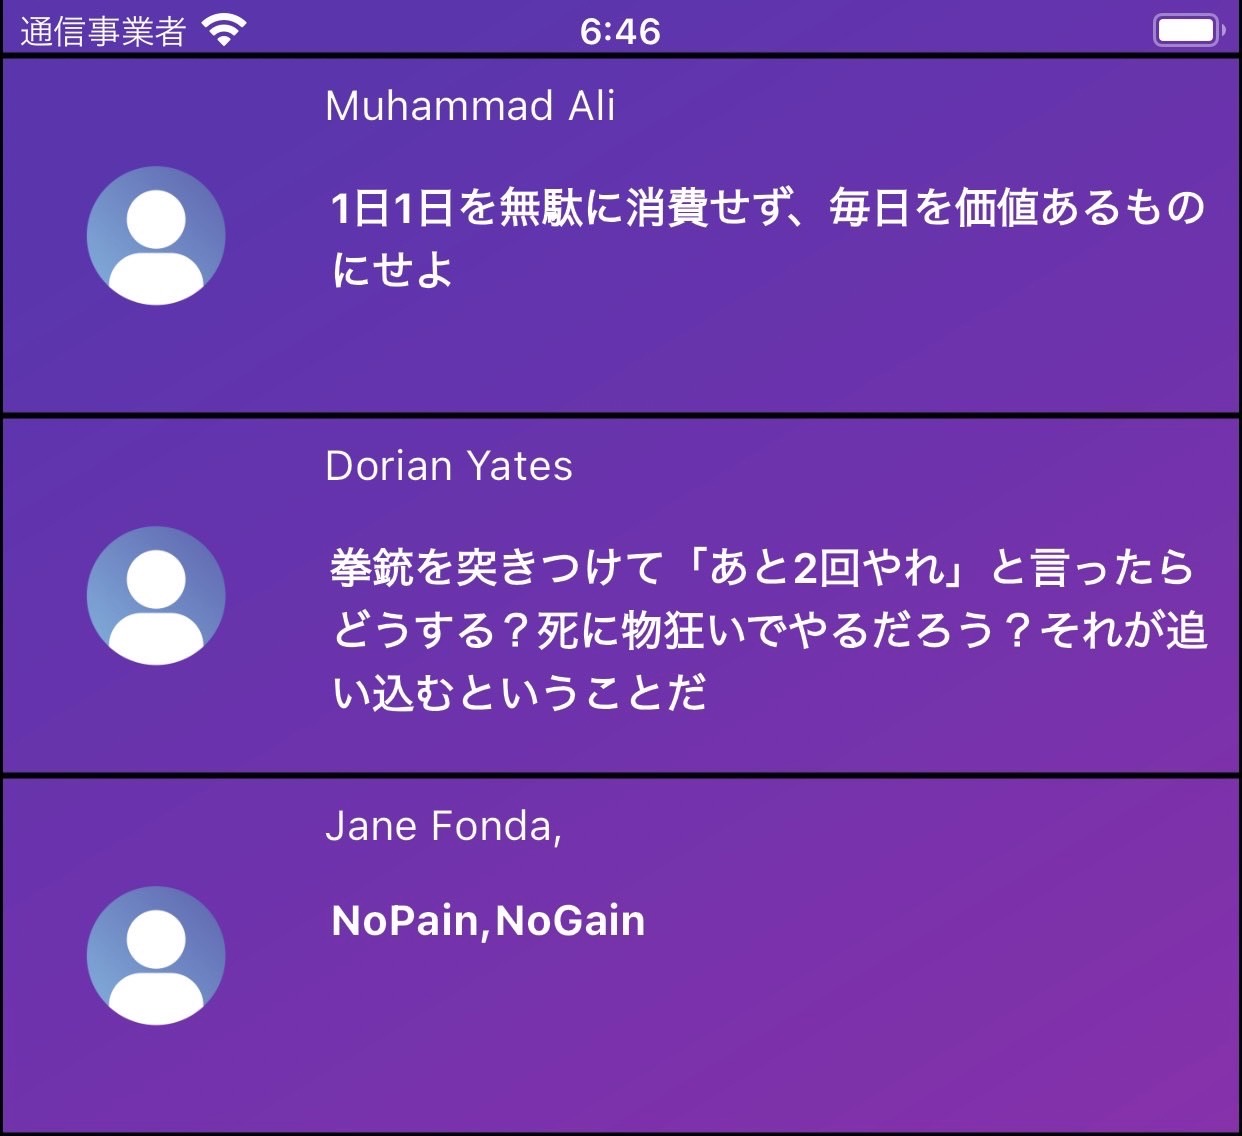 通信事業者 6:46
Muhammad Ali
1日1日を無駄に消費せず、毎日を価値あるもの
にせよ
Dorian Yates
拳銃を突きつけて「あと2回やれ」と言ったら
どうする？死に物狂いでやるだろう？それが追
い込むということだ
Jane Fonda,
NoPain,NoGain